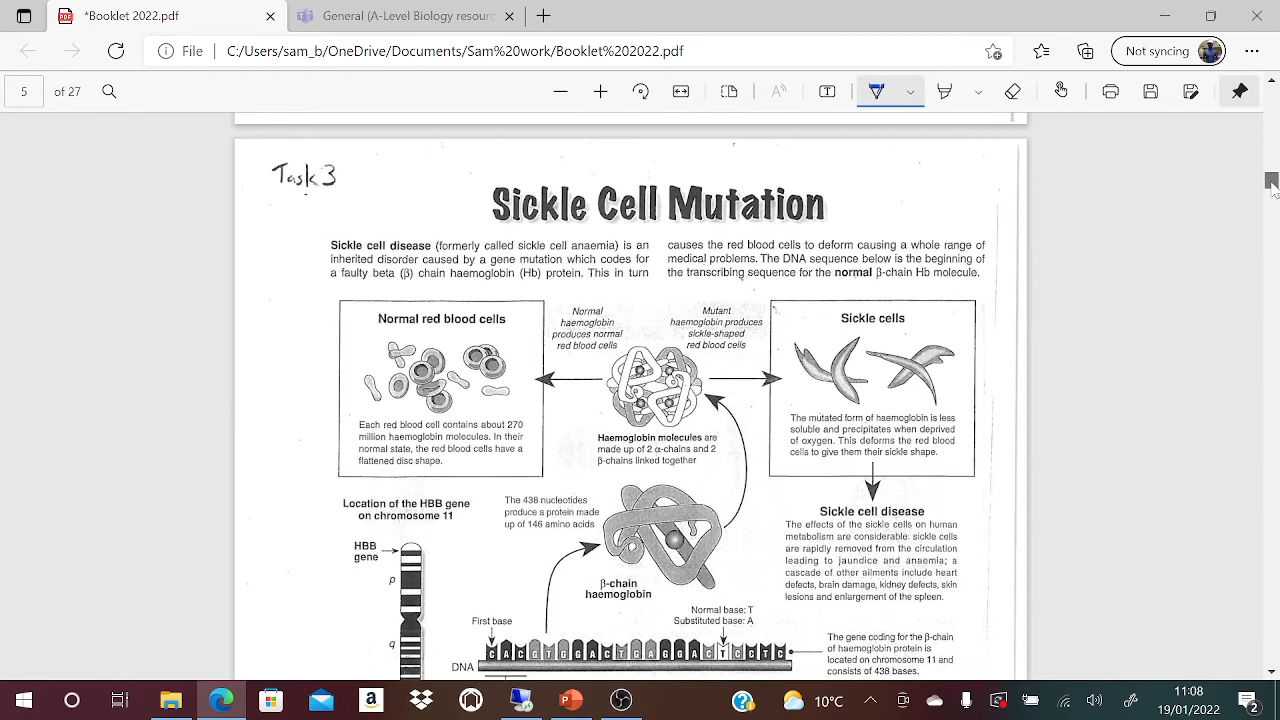 *Booklet 2022.pdf
General (A-Level Biology resourc
File
C:/Users/sam_b/OneDrive/Documents/Sam%20work/Booklet%202022.pdf
Not syncing
5
of 27
Task 3
Sickle Cell Mutation
Sickle cell disease (formerly called sickle cell anaemia) is an
inherited disorder caused by a gene mutation which codes for
a faulty beta (β) chain haemoglobin (Hb) protein. This in turn
causes the red blood cells to deform causing a whole range of
medical problems. The DNA sequence below is the beginning of
the transcribing sequence for the normal β-chain Hb molecule.
Normal red blood cells
Each red blood cell contains about 270
million haemoglobin molecules. In their
normal state, the red blood cells have a
flattened disc shape.
Normal
haemoglobin
produces normal
red blood cells
Mutant
haemoglobin produces
sickle-shaped
red blood cells
Haemoglobin molecules are
made up of 2 α-chains and 2
β-chains linked together
Sickle cells
The mutated form of haemoglobin is less
soluble and precipitates when deprived
of oxygen. This deforms the red blood
cells to give them their sickle shape.
Location of the HBB gene
on chromosome 11
HBB
gene
p
q
The 438 nucleotides
produce a protein made
up of 146 amino acids
β-chain
haemoglobin
Sickle cell disease
The effects of the sickle cells on human
metabolism are considerable: sickle cells
are rapidly removed from the circulation
leading to jaundice and anaemia; a
cascade of other ailments include heart
defects, brain damage, kidney defects, skin
lesions and enlargement of the spleen.
First base
Normal base: T
Substituted base: A
DNA
C A C G T G G A C T G A G G A C T C C T C
The gene coding for the β-chain
of haemoglobin protein is
located on chromosome 11 and
consists of 438 bases.
10°C
11:08
19/01/2022
2